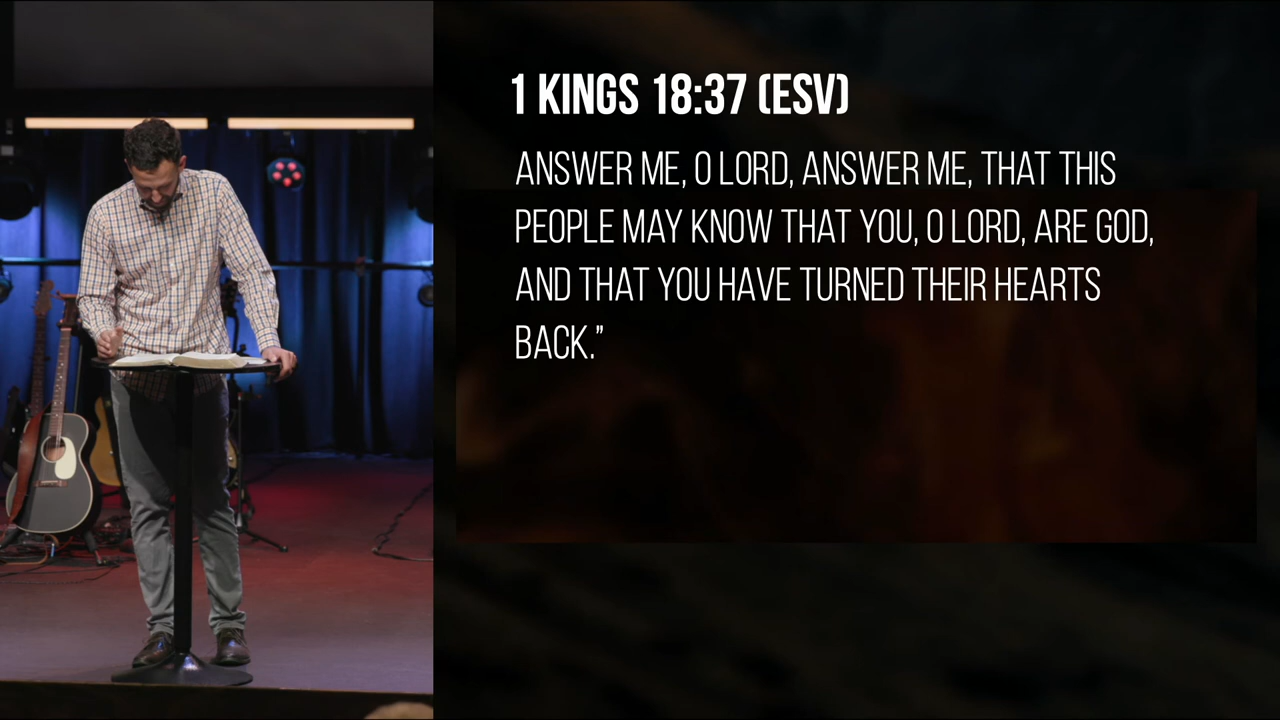 1 KINGS 18:37 (ESV)
ANSWER ME, O LORD, ANSWER ME, THAT THIS
PEOPLE MAY KNOW THAT YOU, O LORD, ARE GOD,
AND THAT YOU HAVE TURNED THEIR HEARTS
BACK.”